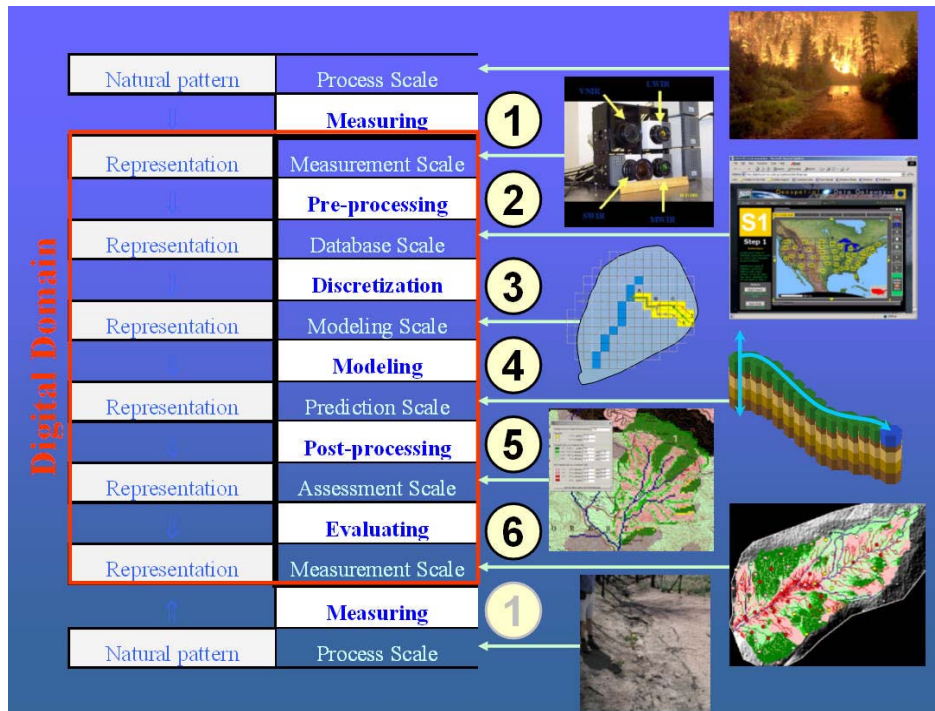 Natural pattern Process Scale
Measuring 1
VNIR LWIR
Representation Measurement Scale
Pre-processing 2
SWIR MWIR
S1
Step 1
Representation Database Scale
Discretization 3
Digital Domain
Representation Modeling Scale
Modeling 4
Representation Prediction Scale
Post-processing 5
Representation Assessment Scale
Evaluating 6
Representation Measurement Scale
Measuring 1
Natural pattern Process Scale